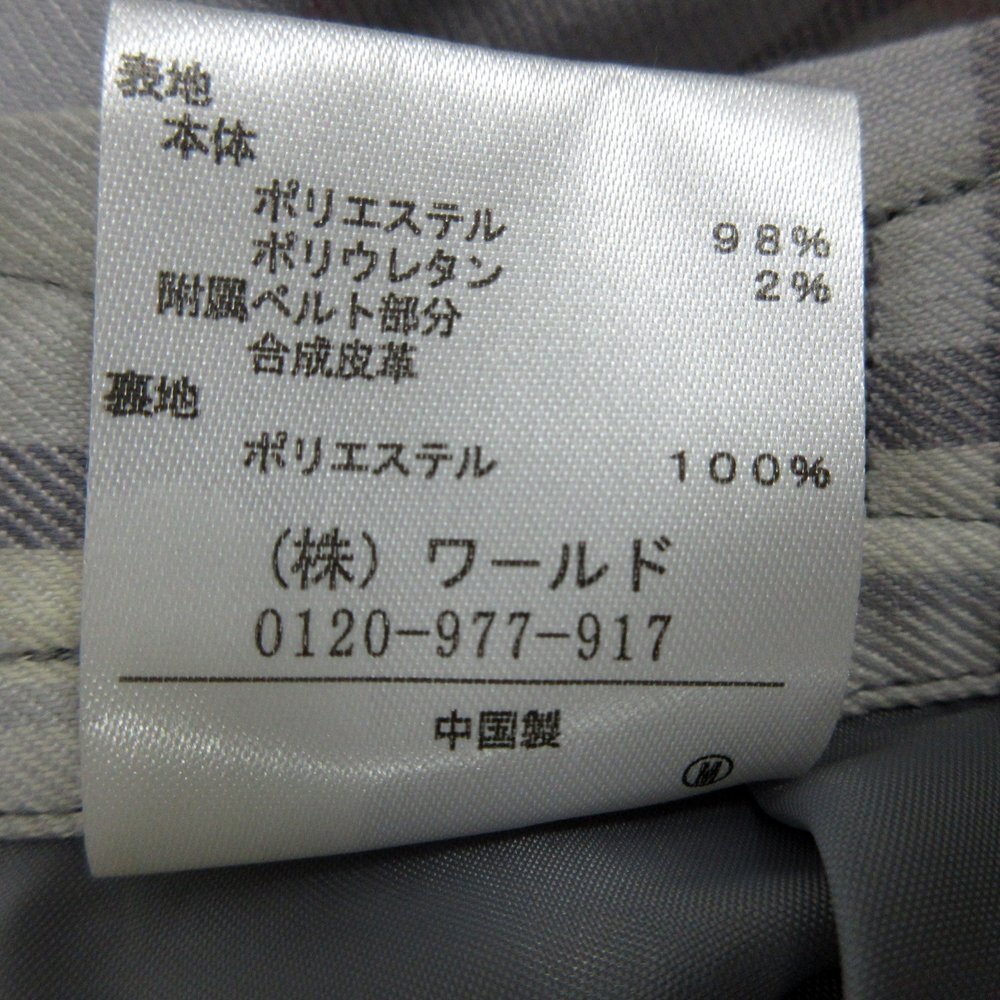 表地
本体
ポリエステル 98%
ポリウレタン 2%
附属ベルト部分
合成皮革
裏地
ポリエステル 100%
(株) ワールド
0120-977-917
中国製
M